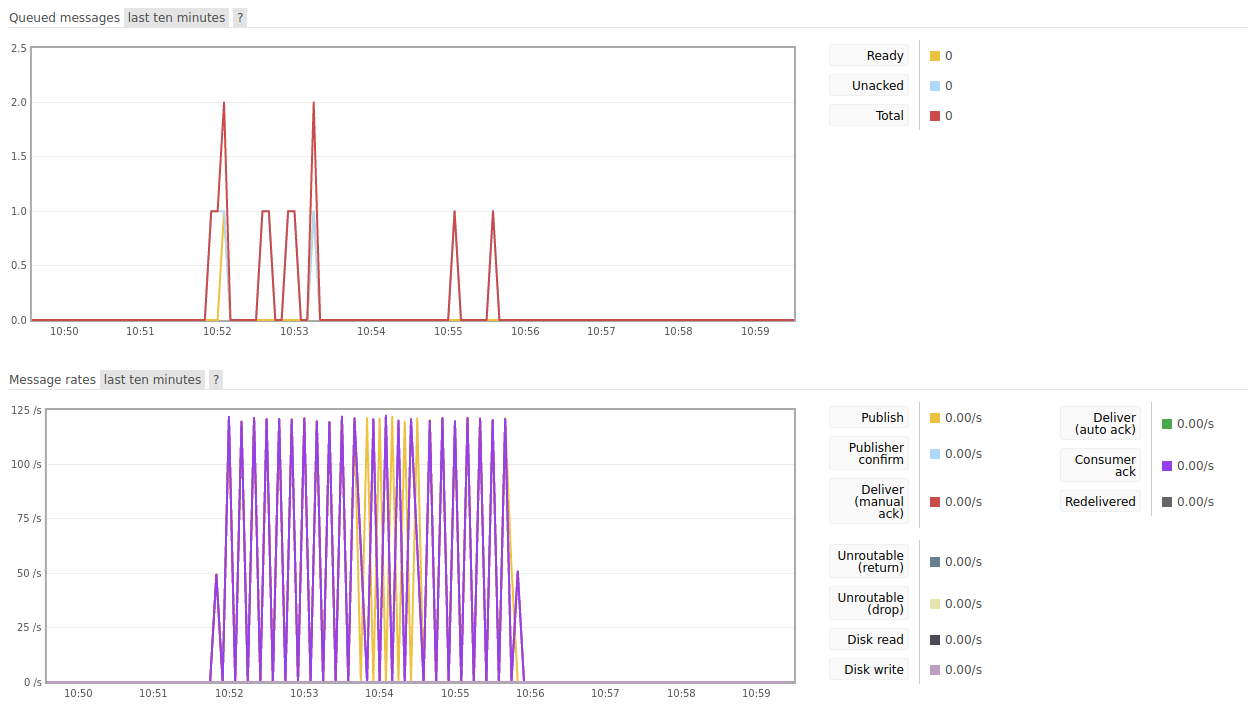 Queued messages last ten minutes ?
2.5
2.0
1.5
1.0
0.5
0.0
10:50 10:51 10:52 10:53 10:54 10:55 10:56 10:57 10:58 10:59
Ready 0
Unacked 0
Total 0
Message rates last ten minutes ?
125 /s
100 /s
75 /s
50 /s
25 /s
0 /s
10:50 10:51 10:52 10:53 10:54 10:55 10:56 10:57 10:58 10:59
Publish 0.00/s
Publisher
confirm 0.00/s
Deliver
(manual 0.00/s
ack)
Unroutable
(return) 0.00/s
Unroutable
(drop) 0.00/s
Disk read 0.00/s
Disk write 0.00/s
Deliver
(auto ack) 0.00/s
Consumer
ack 0.00/s
Redelivered 0.00/s